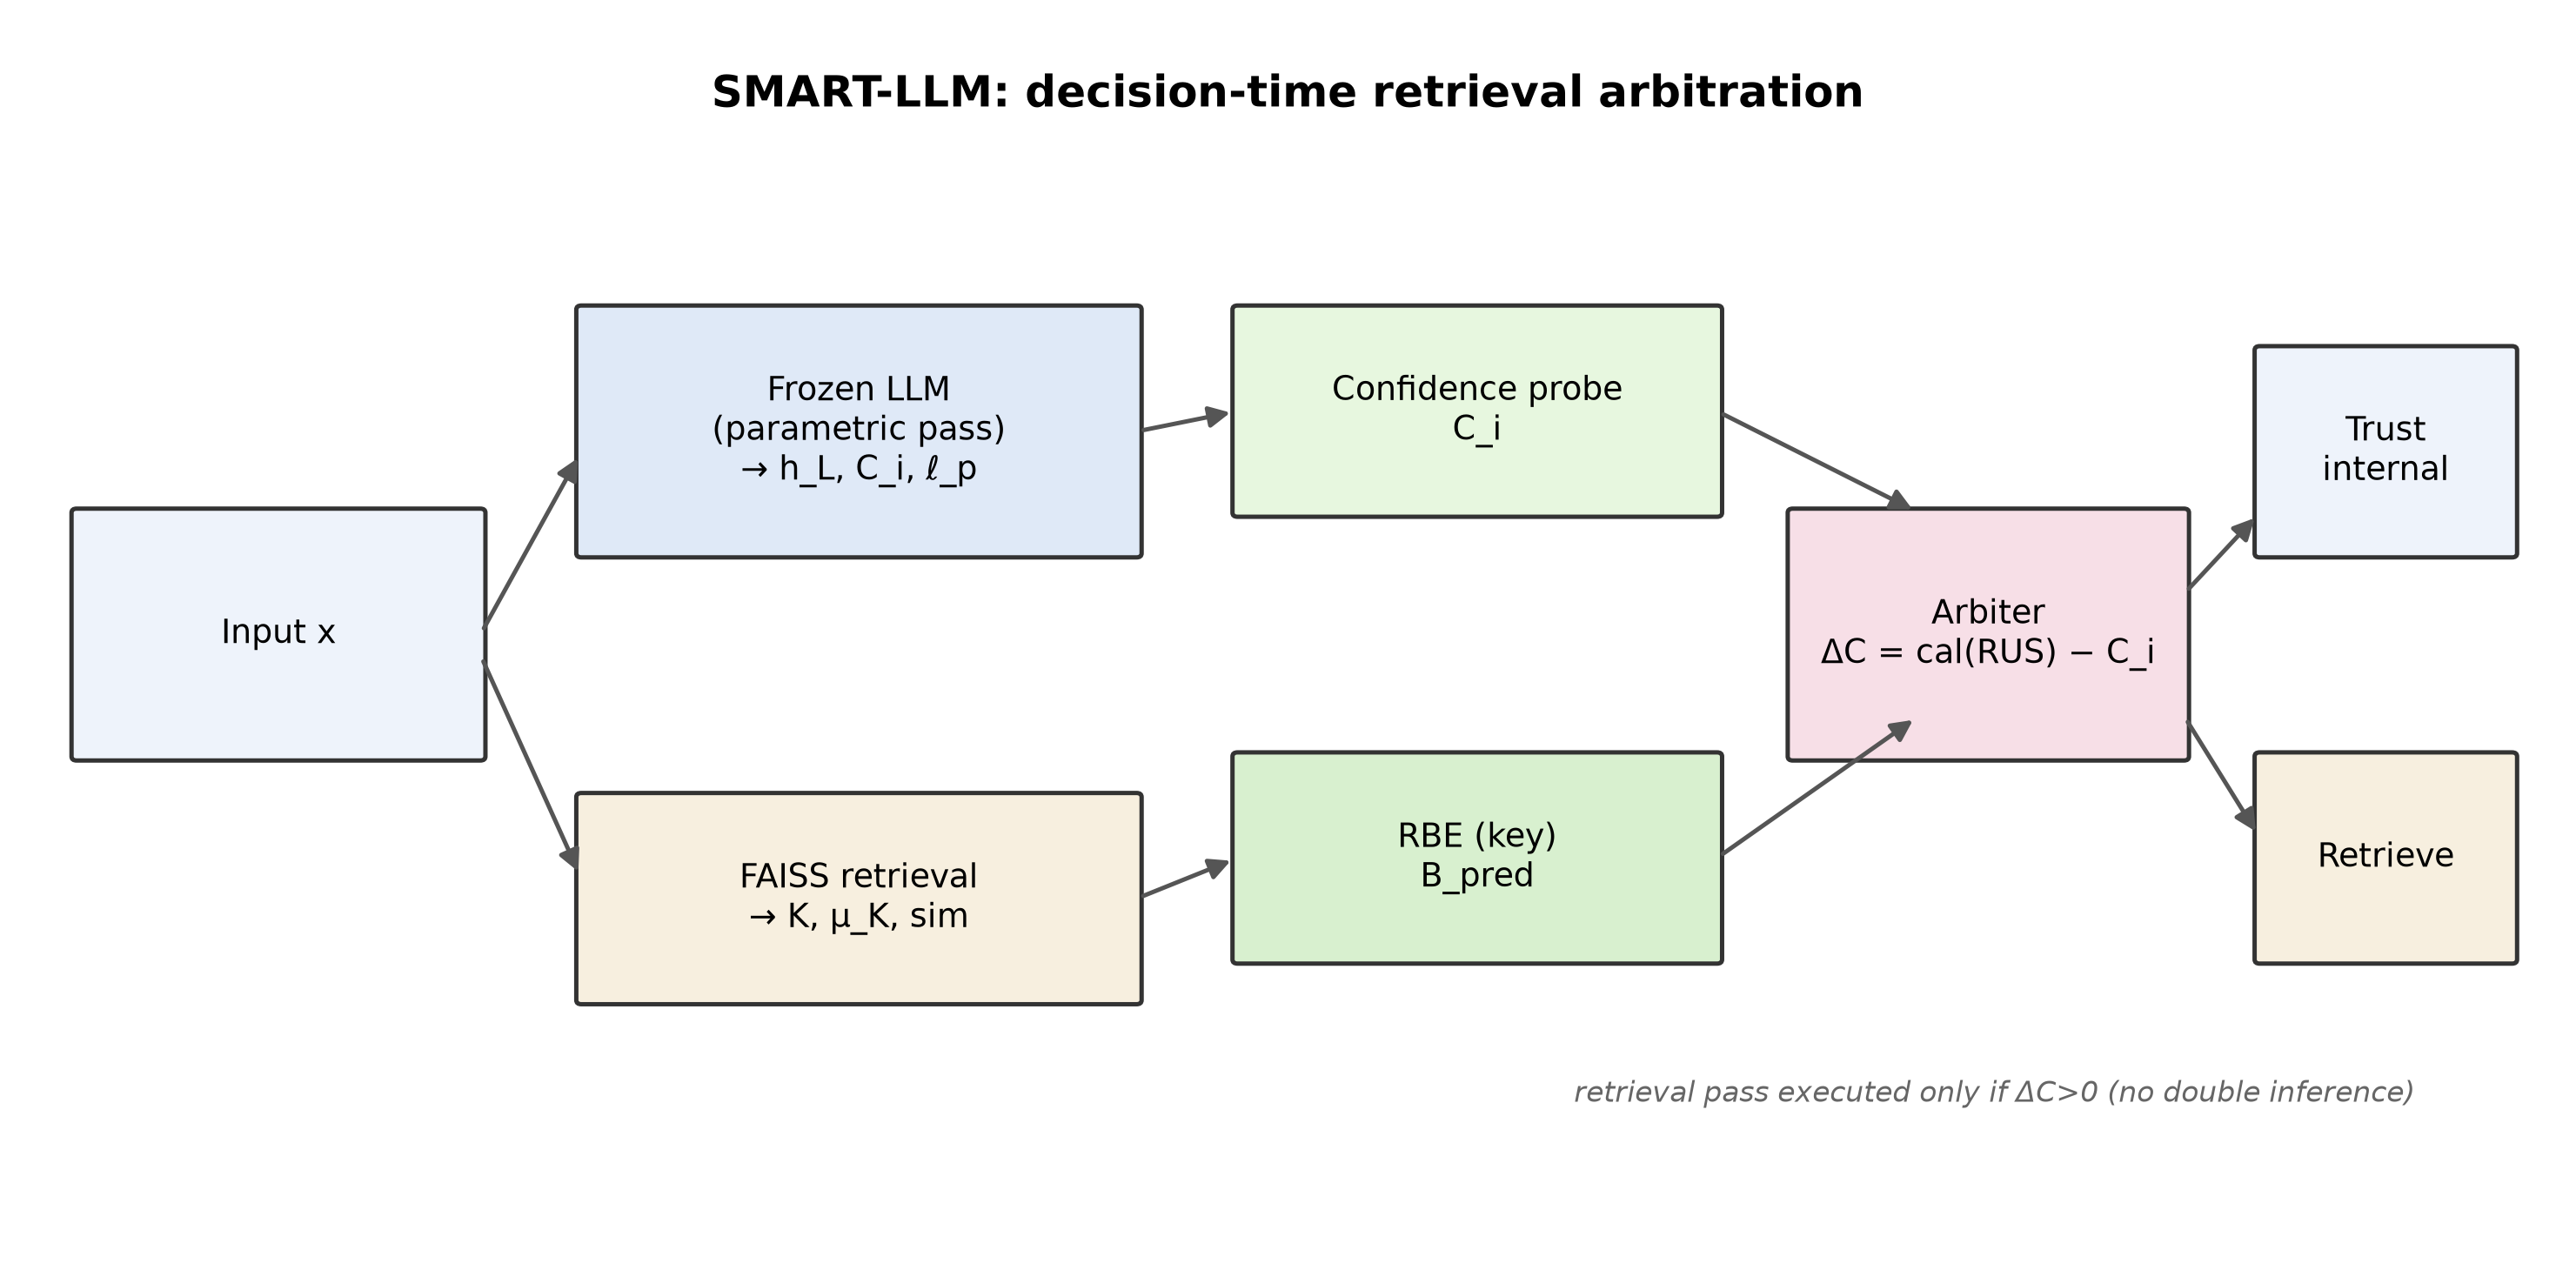 SMART-LLM: decision-time retrieval arbitration
Input x
Frozen LLM
(parametric pass)
→ h_L, C_i, ℓ_p
Confidence probe
C_i
FAISS retrieval
→ K, μ_K, sim
RBE (key)
B_pred
Arbiter
ΔC = cal(RUS) − C_i
Trust
internal
Retrieve
retrieval pass executed only if ΔC>0 (no double inference)